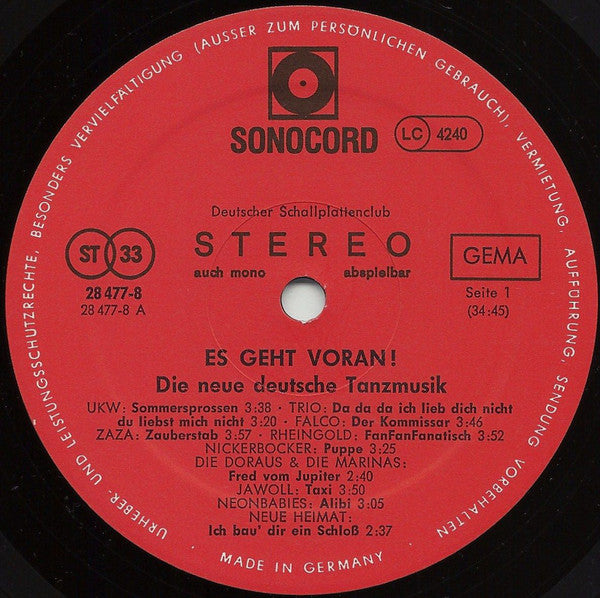 URHEBER- UND LEISTUNGSSCHUTZRECHTE, BESONDERS VERVIELFÄLTIGUNG (AUSSER ZUM PERSÖNLICHEN GEBRAUCH), VERMIETUNG, AUFFÜHRUNG, SENDUNG VORBEHALTEN
SONOCORD
LC 4240
Deutscher Schallplattenclub
ST 33
STEREO
GEMA
auch mono abspielbar
28 477-8
Seite 1
28 477-8 A
(34:45)
ES GEHT VORAN!
Die neue deutsche Tanzmusik
UKW: Sommersprossen 3:38 · TRIO: Da da da ich lieb dich nicht
du liebst mich nicht 3:20 · FALCO: Der Kommissar 3:46
ZAZA: Zauberstab 3:57 · RHEINGOLD: FanFanFanatisch 3:52
NICKERBOCKER: Puppe 3:25
DIE DORAUS & DIE MARINAS:
Fred vom Jupiter 2:40
JAWOLL: Taxi 3:50
NEONBABIES: Alibi 3:05
NEUE HEIMAT:
Ich bau' dir ein Schloß 2:37
MADE IN GERMANY